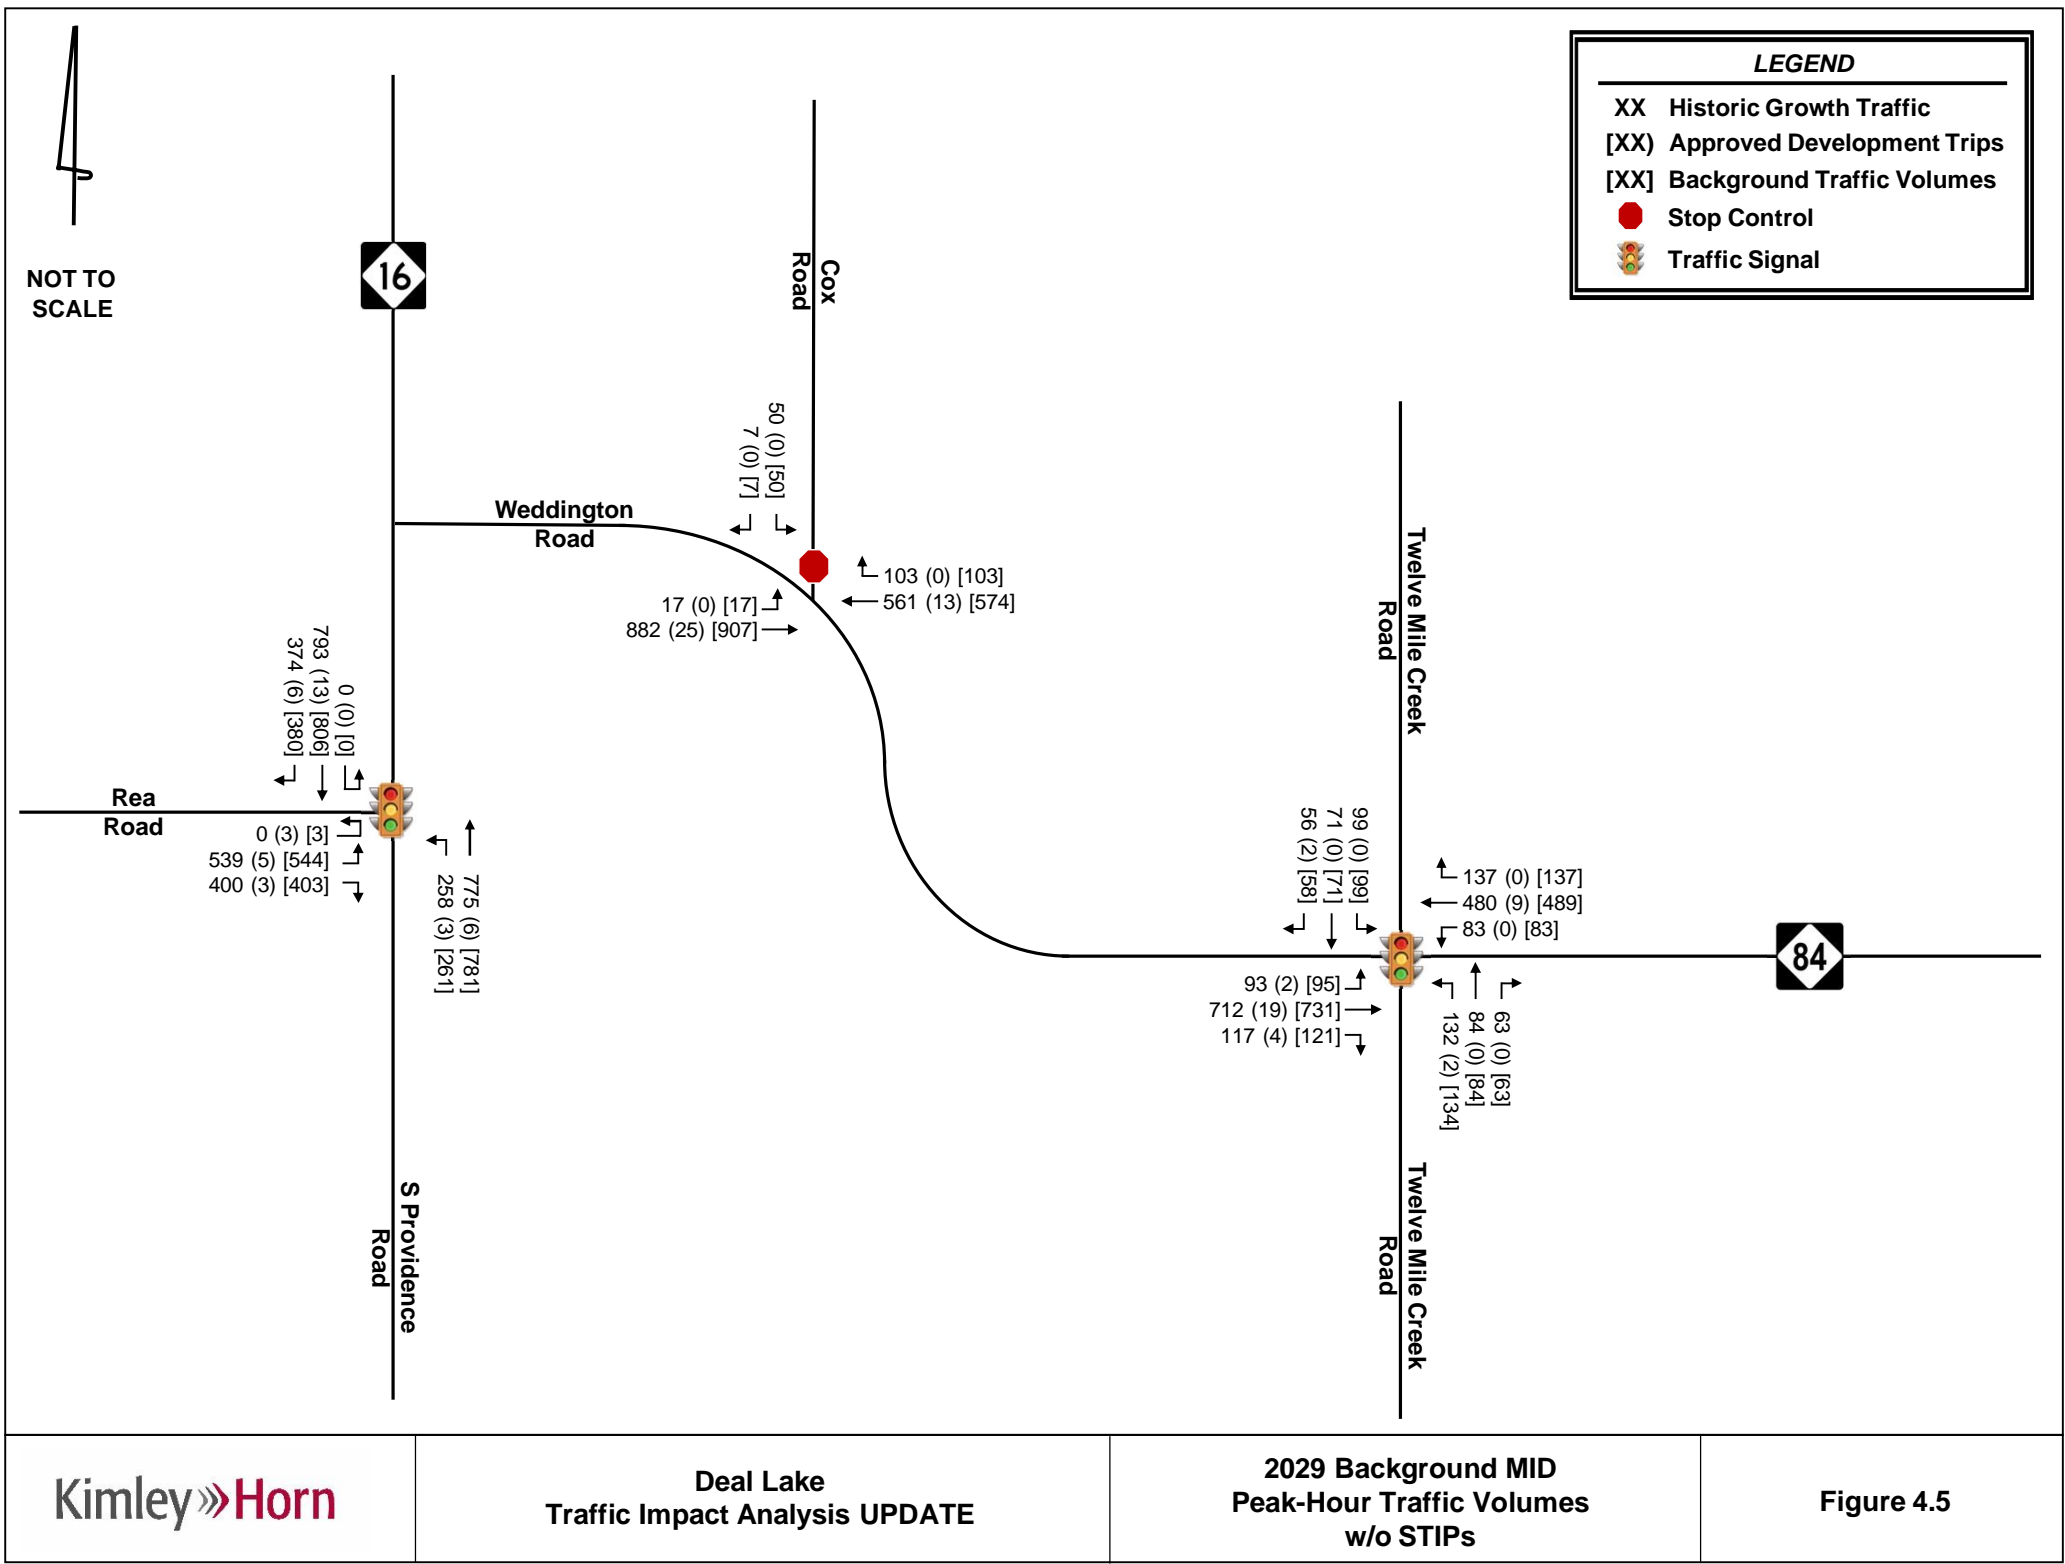 LEGEND
XX Historic Growth Traffic
[XX) Approved Development Trips
[XX] Background Traffic Volumes
Stop Control
Traffic Signal
NOT TO
SCALE
16
Cox
Road
50 (0) [50]
7 (0) [7]
Weddington
Road
103 (0) [103]
561 (13) [574]
17 (0) [17]
882 (25) [907]
Twelve Mile Creek
Road
0 (0) [0]
793 (13) [806]
374 (6) [380]
Rea
Road
0 (3) [3]
539 (5) [544]
400 (3) [403]
775 (6) [781]
258 (3) [261]
99 (0) [99]
71 (0) [71]
56 (2) [58]
137 (0) [137]
480 (9) [489]
83 (0) [83]
84
93 (2) [95]
712 (19) [731]
117 (4) [121]
63 (0) [63]
84 (0) [84]
132 (2) [134]
S Providence
Road
Twelve Mile Creek
Road
Kimley»Horn
Deal Lake
Traffic Impact Analysis UPDATE
2029 Background MID
Peak-Hour Traffic Volumes
w/o STIPs
Figure 4.5